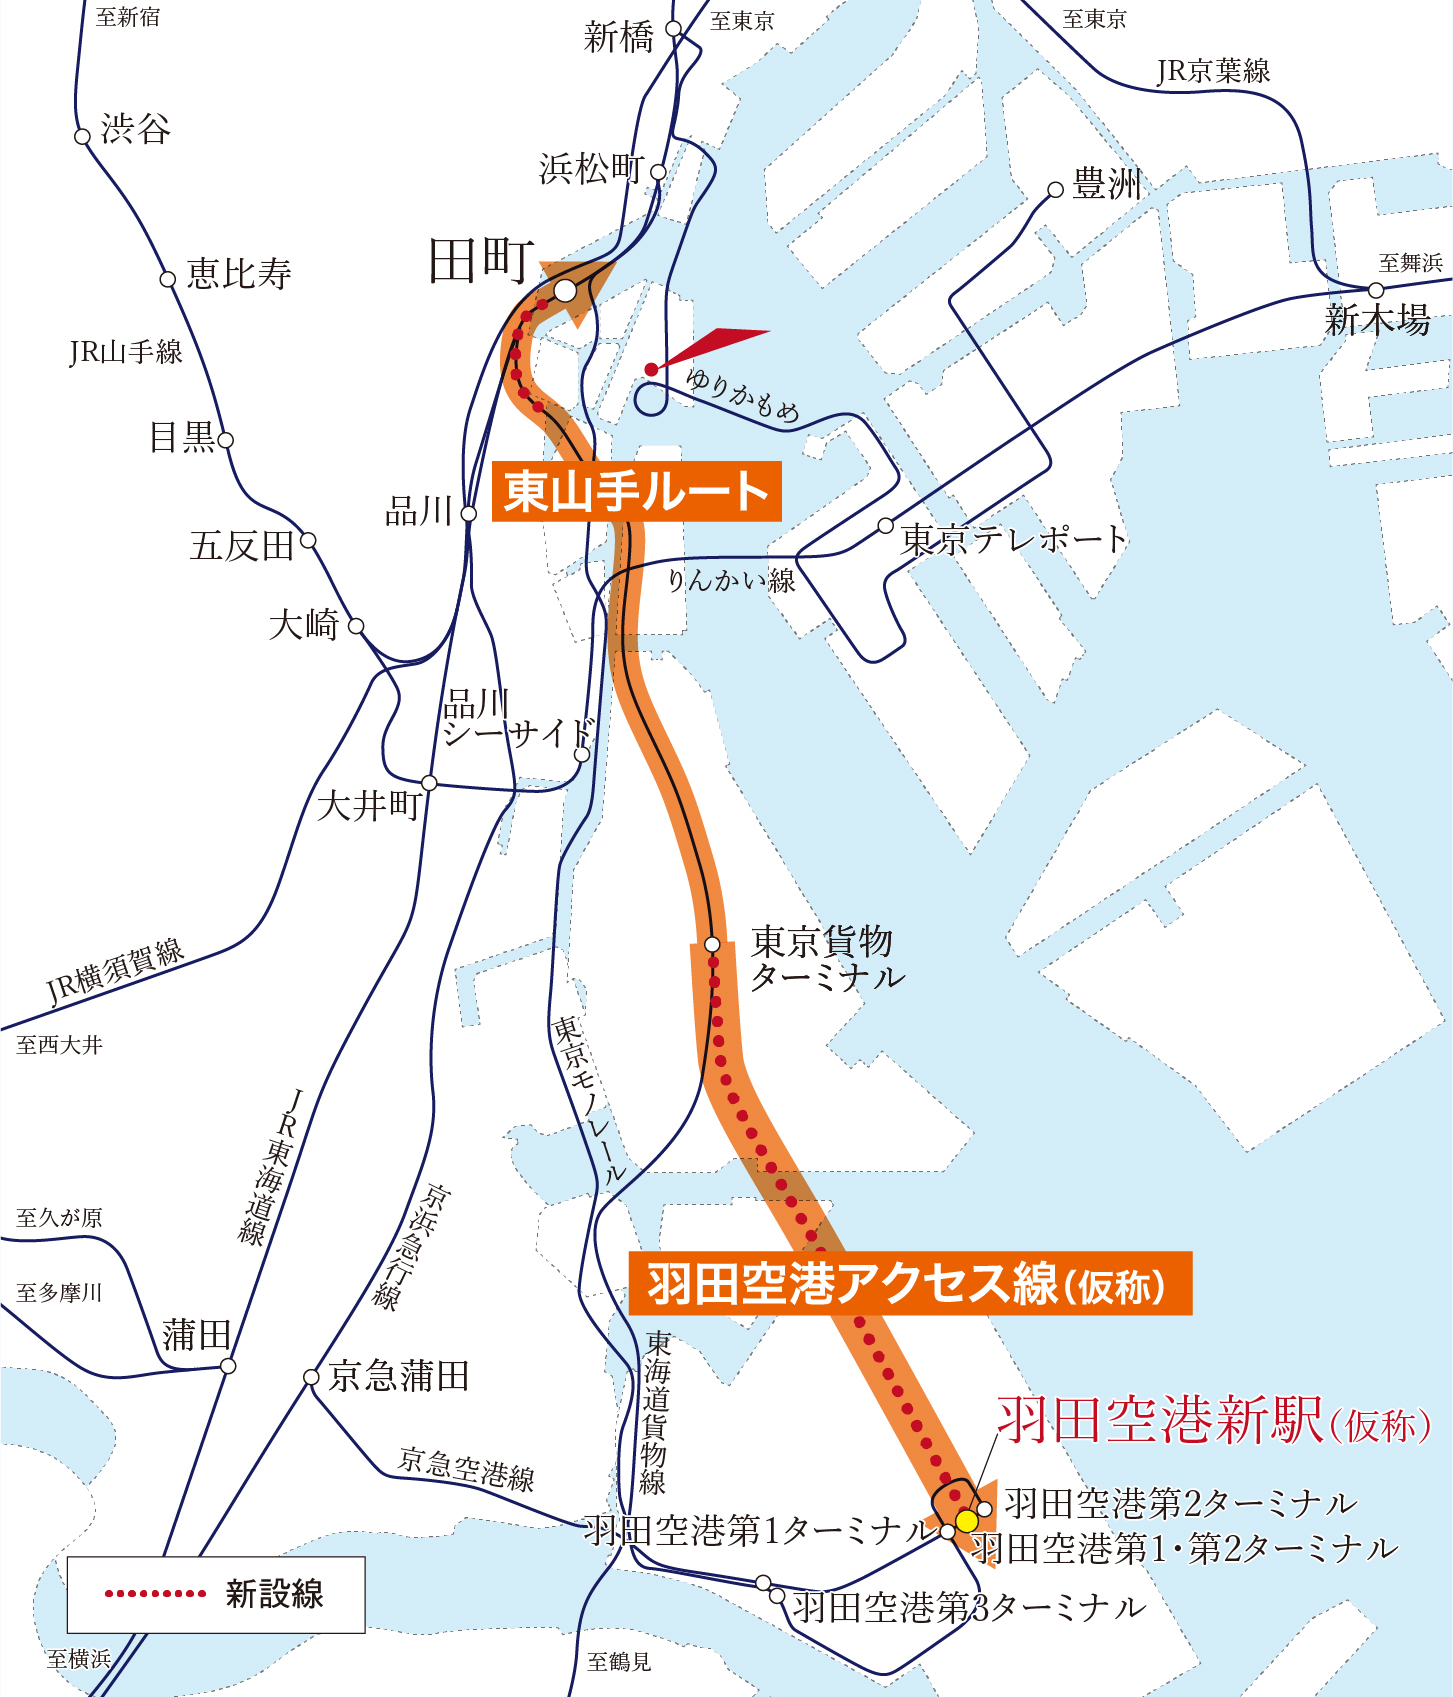 至新宿
至東京
至東京
新橋
JR京葉線
渋谷
浜松町
豊洲
田町
恵比寿
至舞浜
新木場
JR山手線
ゆりかもめ
目黒
東山手ルート
品川
五反田
東京テレポート
りんかい線
大崎
品川
シーサイド
大井町
東京貨物
ターミナル
JR横須賀線
至西大井
東京モノレール
JR東海道線
京浜急行線
至久が原
至多摩川
羽田空港アクセス線(仮称)
蒲田
京急蒲田
東海道貨物線
羽田空港新駅(仮称)
京急空港線
羽田空港第2ターミナル
羽田空港第1ターミナル
羽田空港第1・第2ターミナル
新設線
羽田空港第3ターミナル
至横浜
至鶴見